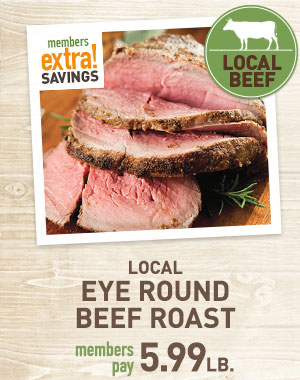 members
extra!
SAVINGS
LOCAL
BEEF
LOCAL
EYE ROUND
BEEF ROAST
members
pay 5.99LB.